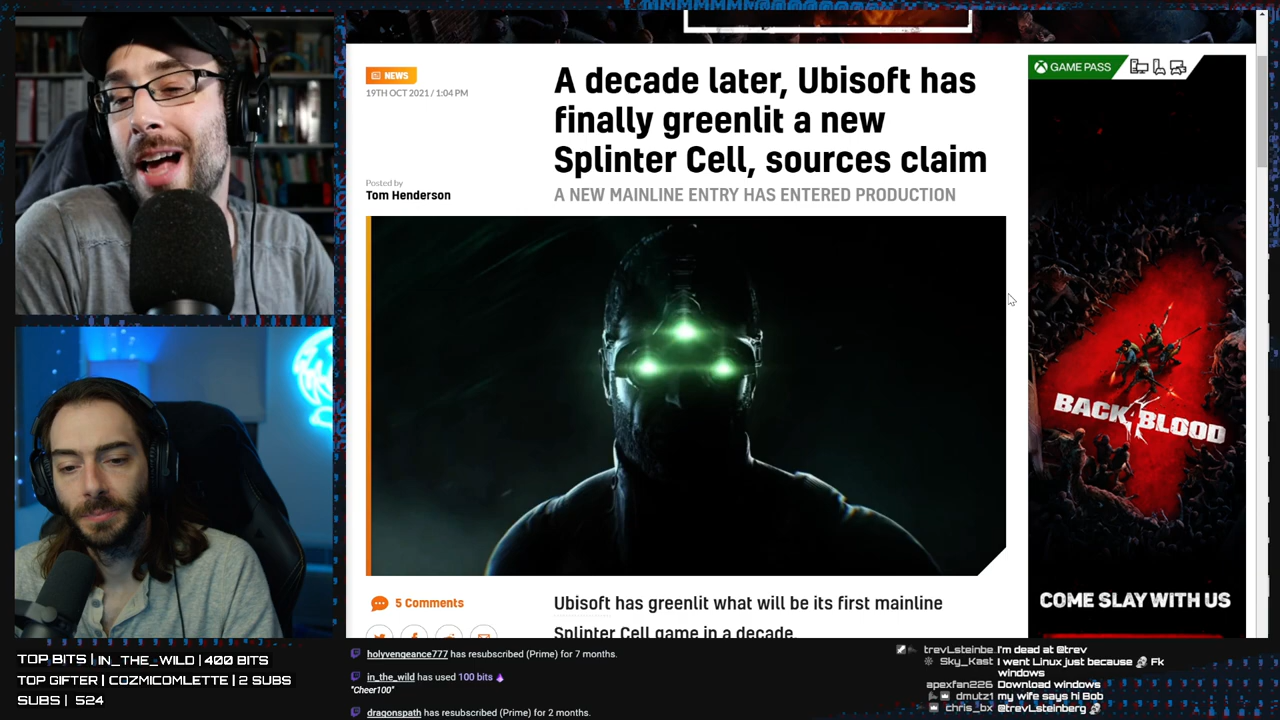 NEWS
19TH OCT 2021 / 1:04 PM
Posted by
Tom Henderson
A decade later, Ubisoft has
finally greenlit a new
Splinter Cell, sources claim
A NEW MAINLINE ENTRY HAS ENTERED PRODUCTION
5 Comments
Ubisoft has greenlit what will be its first mainline
Splinter Cell game in a decade,
GAME PASS
BACK 4 BLOOD
COME SLAY WITH US
TOP BITS | IN_THE_WILD | 400 BITS
TOP GIFTER | COZMICOMLETTE | 2 SUBS
SUBS | 524
holyvengeance777 has resubscribed (Prime) for 7 months.
in_the_wild has used 100 bits
"Cheer100"
dragonspath has resubscribed (Prime) for 2 months.
trevLsteinbe I'm dead at @trev
Sky_Kast I went Linux just because Fk
windows
apexfan226 Download windows
dmutz1 my wife says hi Bob
chris_bx @trevLsteinberg